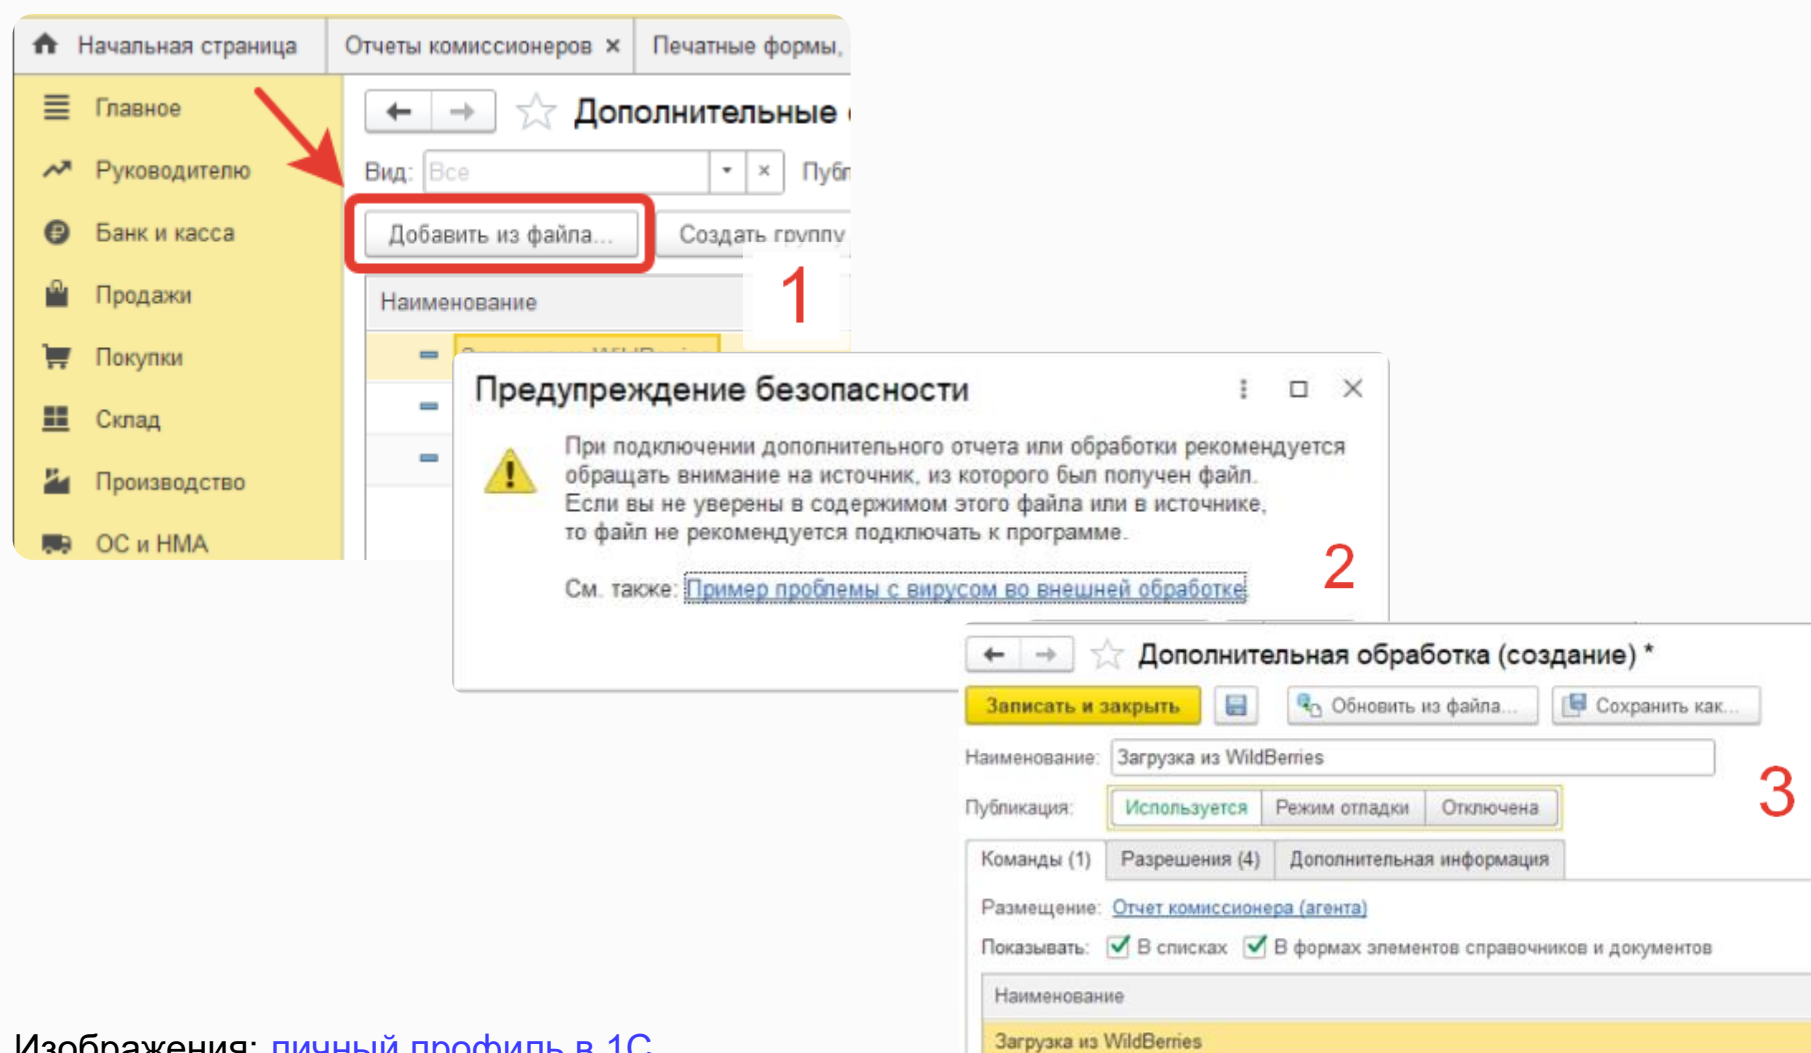 Начальная страница
Отчеты комиссионеров ×
Печатные формы,
Главное
Руководителю
Банк и касса
Продажи
Покупки
Склад
Производство
ОС и НМА
Дополнительные
Вид: Все
Публ
Добавить из файла...
Создать группу
Наименование
1
Предупреждение безопасности
При подключении дополнительного отчета или обработки рекомендуется
обращать внимание на источник, из которого был получен файл.
Если вы не уверены в содержимом этого файла или в источнике,
то файл не рекомендуется подключать к программе.
См. также: Пример проблемы с вирусом во внешней обработке
2
Дополнительная обработка (создание) *
Записать и закрыть
Обновить из файла...
Сохранить как...
Наименование: Загрузка из WildBerries
3
Публикация: Используется Режим отладки Отключена
Команды (1) Разрешения (4) Дополнительная информация
Размещение: Отчет комиссионера (агента)
Показывать: В списках В формах элементов справочников и документов
Наименование
Загрузка из WildBerries
Изображения: личный профиль в 1С